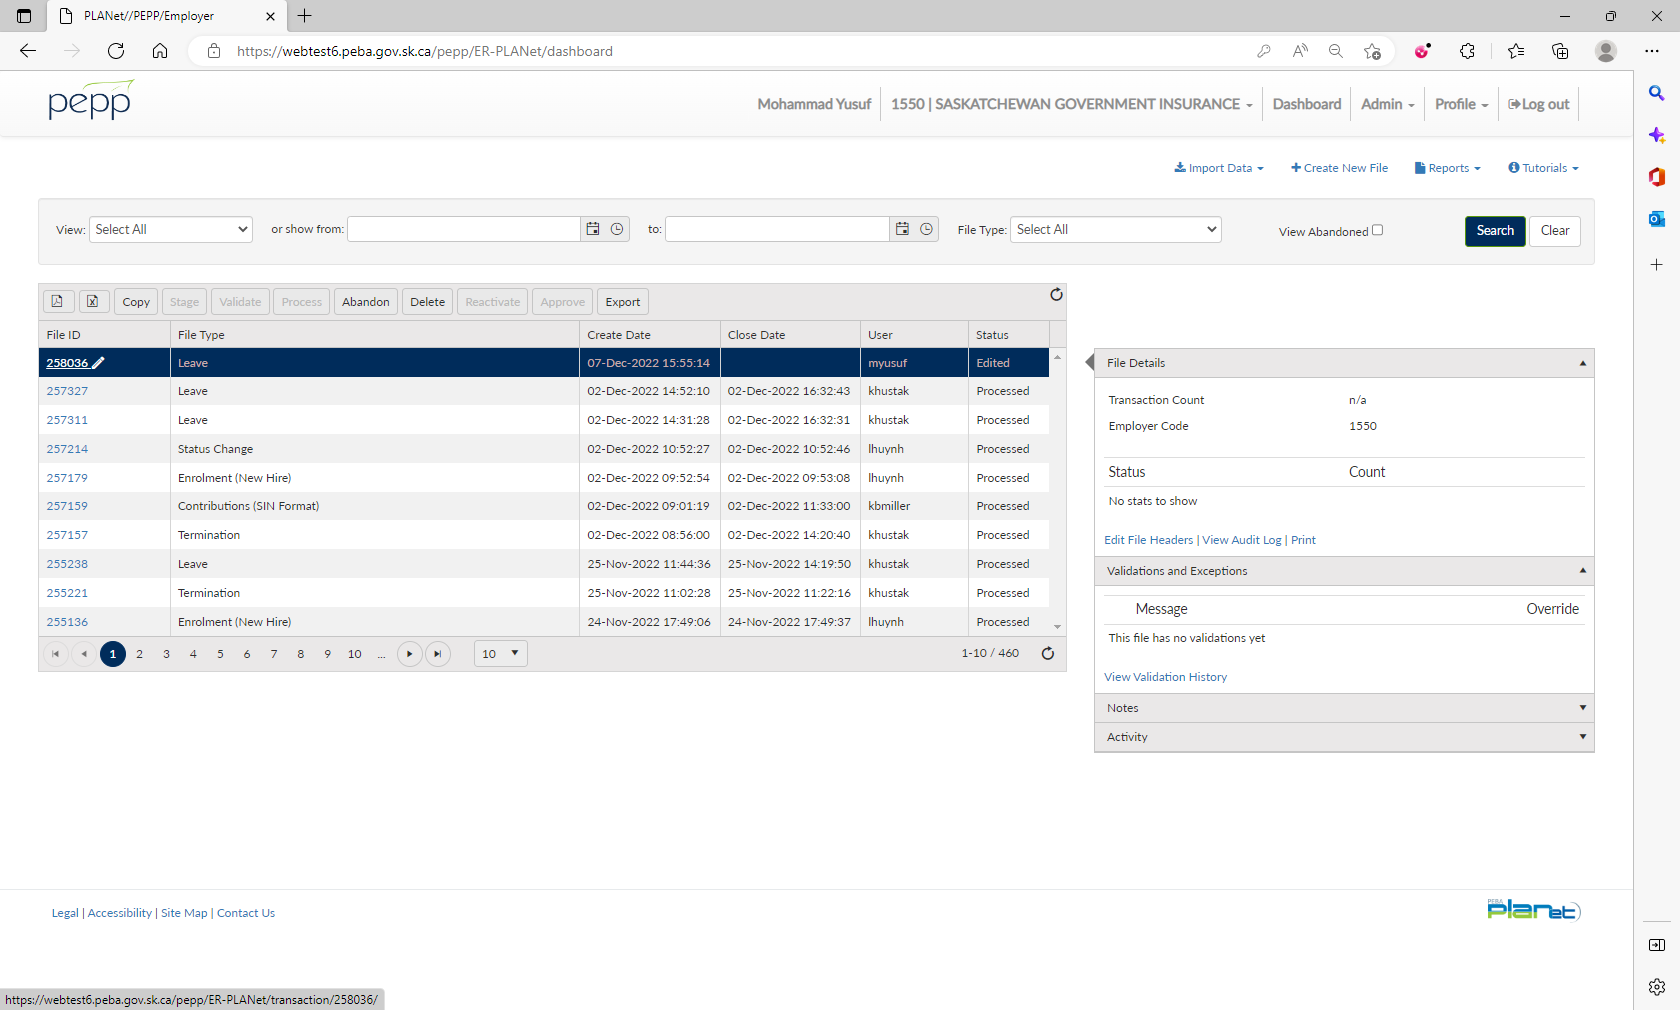 PLANet//PEPP/Employer
https://webtest6.peba.gov.sk.ca/pepp/ER-PLANet/dashboard
pepp
Mohammad Yusuf 1550 | SASKATCHEWAN GOVERNMENT INSURANCE Dashboard Admin Profile Log out
Import Data Create New File Reports Tutorials
View: Select All or show from: to: File Type: Select All View Abandoned Search Clear
Copy Stage Validate Process Abandon Delete Reactivate Approve Export
File ID File Type Create Date Close Date User Status
258036 Leave 07-Dec-2022 15:55:14 myusuf Edited
257327 Leave 02-Dec-2022 14:52:10 02-Dec-2022 16:32:43 khustak Processed
257311 Leave 02-Dec-2022 14:31:28 02-Dec-2022 16:32:31 khustak Processed
257214 Status Change 02-Dec-2022 10:52:27 02-Dec-2022 10:52:46 lhuynh Processed
257179 Enrolment (New Hire) 02-Dec-2022 09:52:54 02-Dec-2022 09:53:08 lhuynh Processed
257159 Contributions (SIN Format) 02-Dec-2022 09:01:19 02-Dec-2022 11:33:00 kbmiller Processed
257157 Termination 02-Dec-2022 08:56:00 02-Dec-2022 14:20:40 khustak Processed
255238 Leave 25-Nov-2022 11:44:36 25-Nov-2022 14:19:50 khustak Processed
255221 Termination 25-Nov-2022 11:02:28 25-Nov-2022 11:22:16 khustak Processed
255136 Enrolment (New Hire) 24-Nov-2022 17:49:06 24-Nov-2022 17:49:37 lhuynh Processed
1 2 3 4 5 6 7 8 9 10 ... 10 1-10 / 460
File Details
Transaction Count n/a
Employer Code 1550
Status Count
No stats to show
Edit File Headers | View Audit Log | Print
Validations and Exceptions
Message Override
This file has no validations yet
View Validation History
Notes
Activity
Legal | Accessibility | Site Map | Contact Us
PEBA
planet
https://webtest6.peba.gov.sk.ca/pepp/ER-PLANet/transaction/258036/